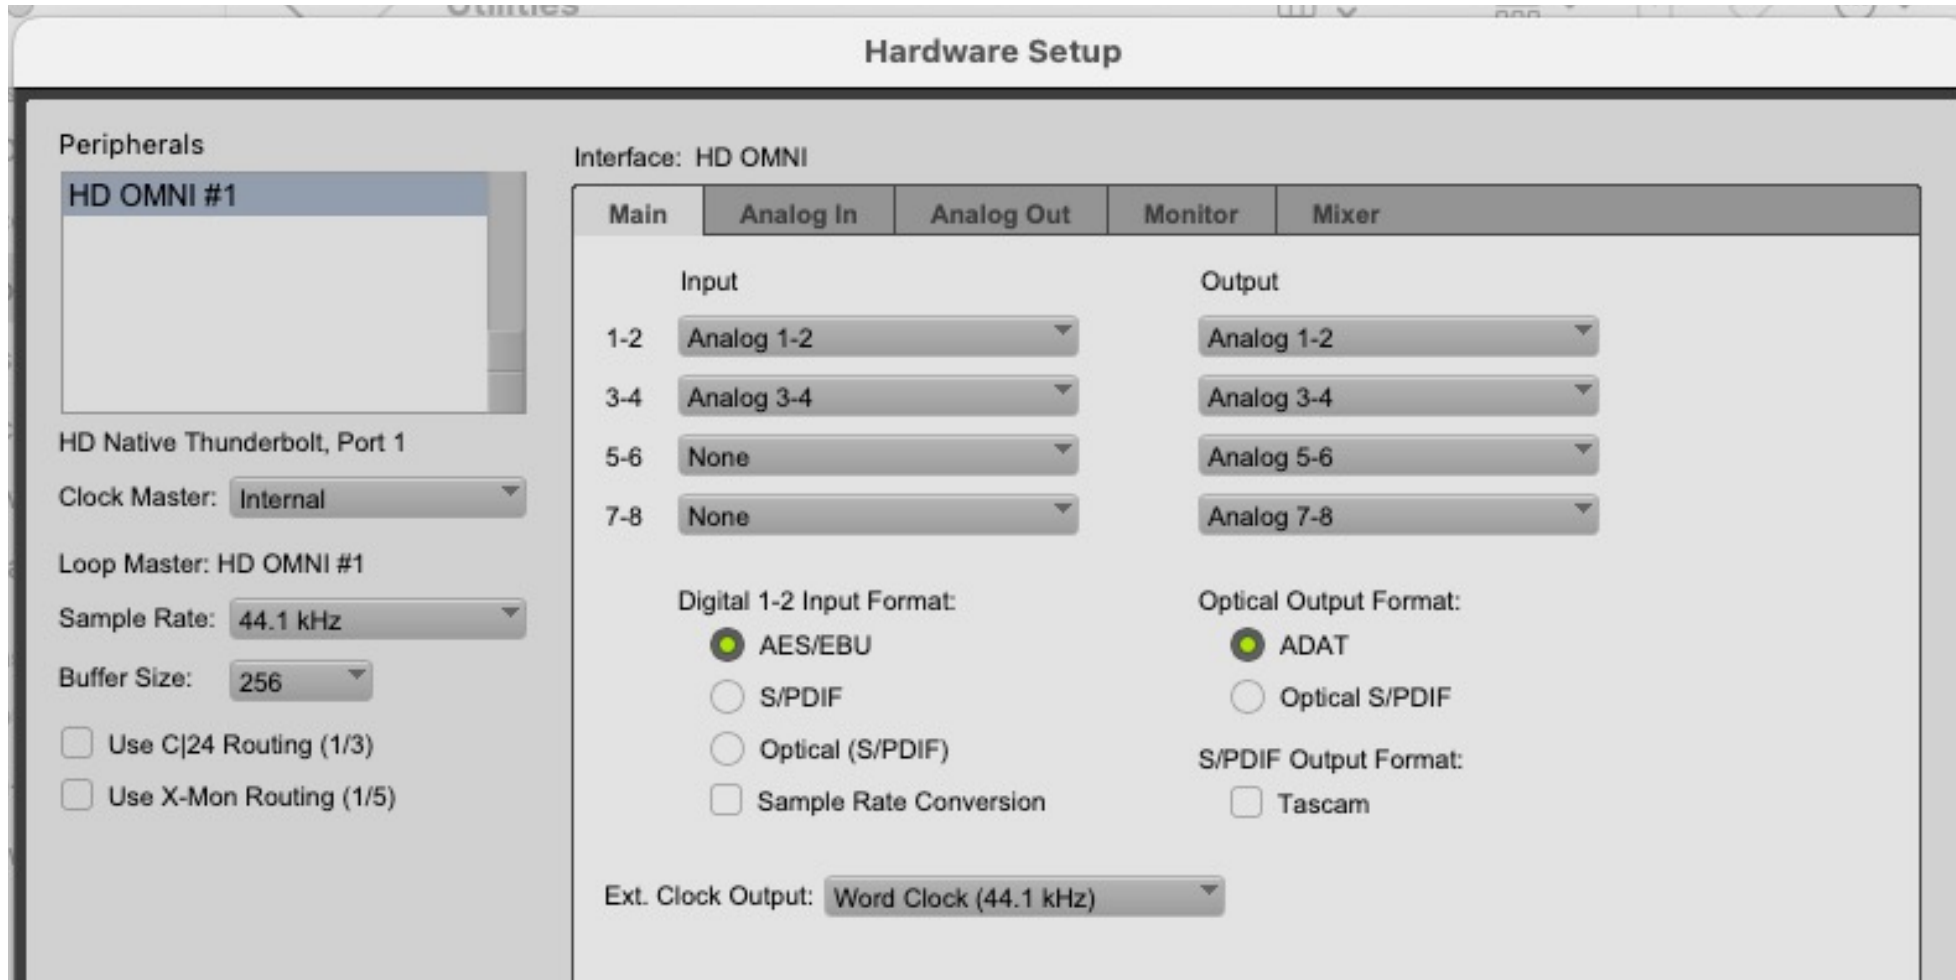 Utilities
Hardware Setup
Peripherals
HD OMNI #1
HD Native Thunderbolt, Port 1
Clock Master: Internal
Loop Master: HD OMNI #1
Sample Rate: 44.1 kHz
Buffer Size: 256
Use C|24 Routing (1/3)
Use X-Mon Routing (1/5)
Interface: HD OMNI
Main Analog In Analog Out Monitor Mixer
Input Output
1-2 Analog 1-2 Analog 1-2
3-4 Analog 3-4 Analog 3-4
5-6 None Analog 5-6
7-8 None Analog 7-8
Digital 1-2 Input Format:
AES/EBU
S/PDIF
Optical (S/PDIF)
Sample Rate Conversion
Optical Output Format:
ADAT
Optical S/PDIF
S/PDIF Output Format:
Tascam
Ext. Clock Output: Word Clock (44.1 kHz)